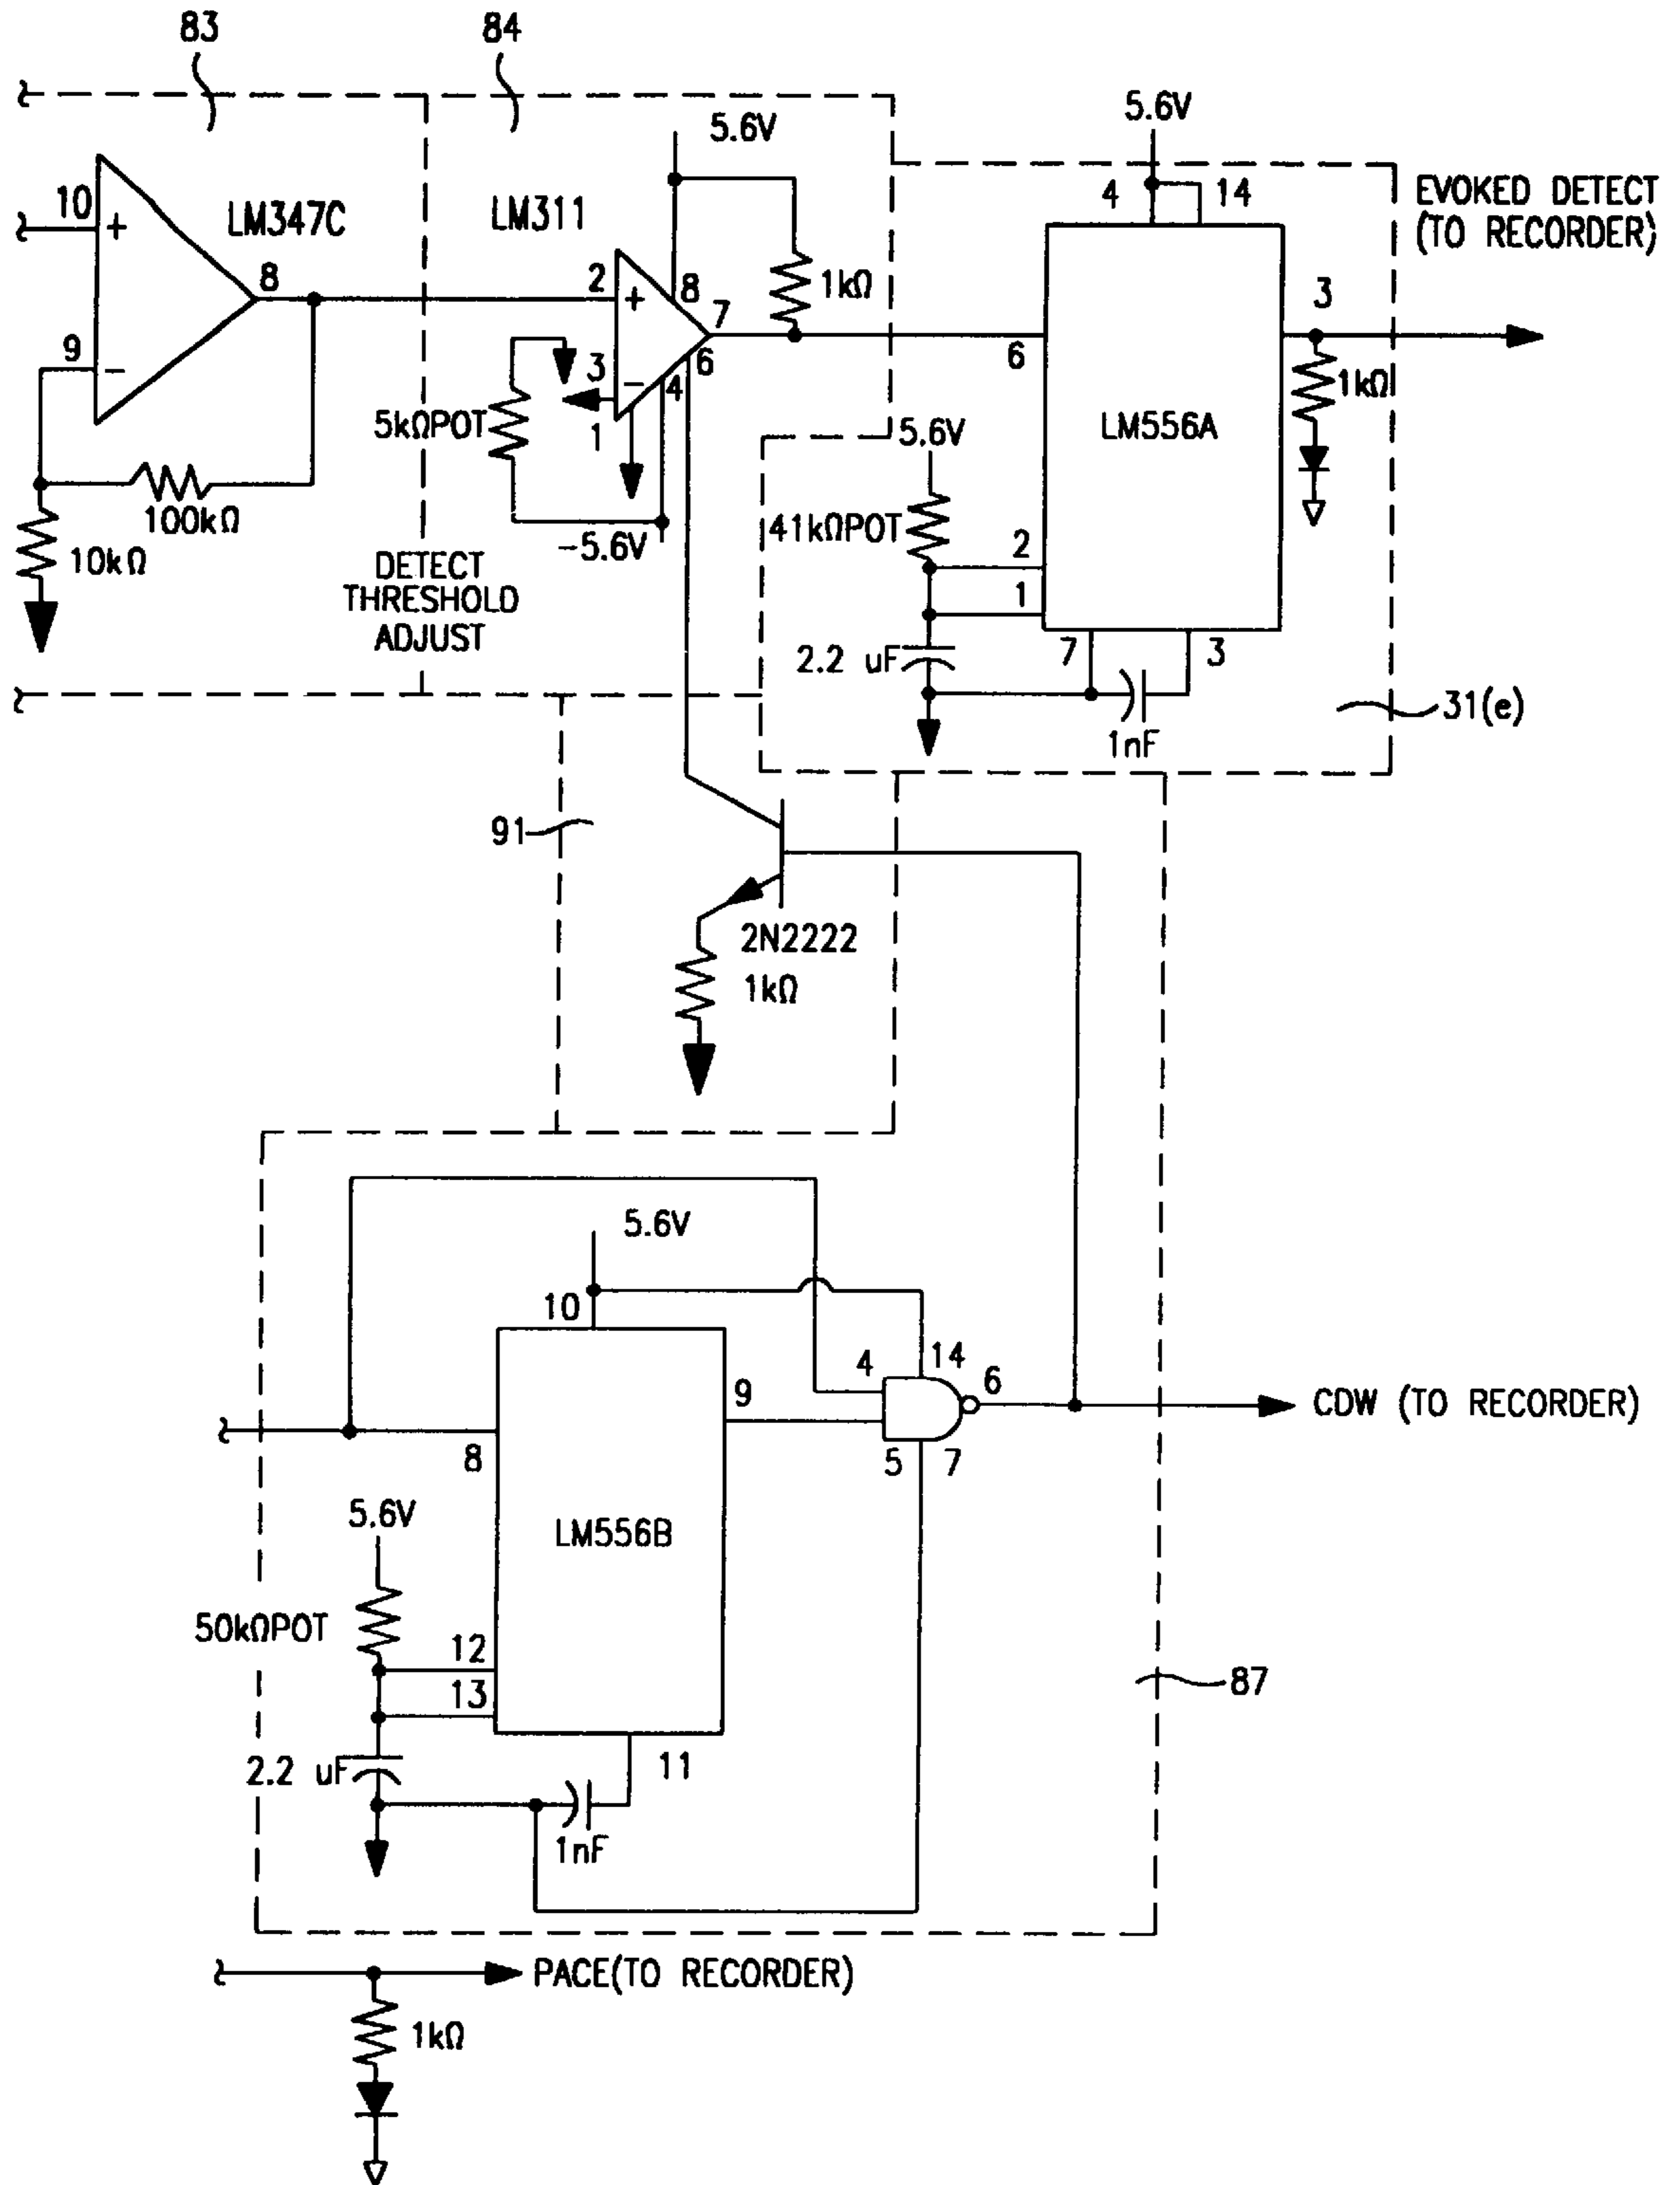 83
84
5.6V
5.6V
4
14
EVOKED DETECT
(TO RECORDER)
10
+
LM347C
LM311
8
2
+
8
7
1kΩ
3
6
9
−
3
−
4
6
1kΩ
5kΩPOT
1
5.6V
LM556A
100kΩ
10kΩ
-5.6V
41kΩPOT
2
DETECT
THRESHOLD
ADJUST
1
2.2 uF
7
3
31(e)
1nF
91
2N2222
1kΩ
5.6V
10
4
14
9
6
CDW (TO RECORDER)
8
5
7
5.6V
LM556B
50kΩPOT
12
13
87
2.2 uF
11
1nF
PACE(TO RECORDER)
1kΩ